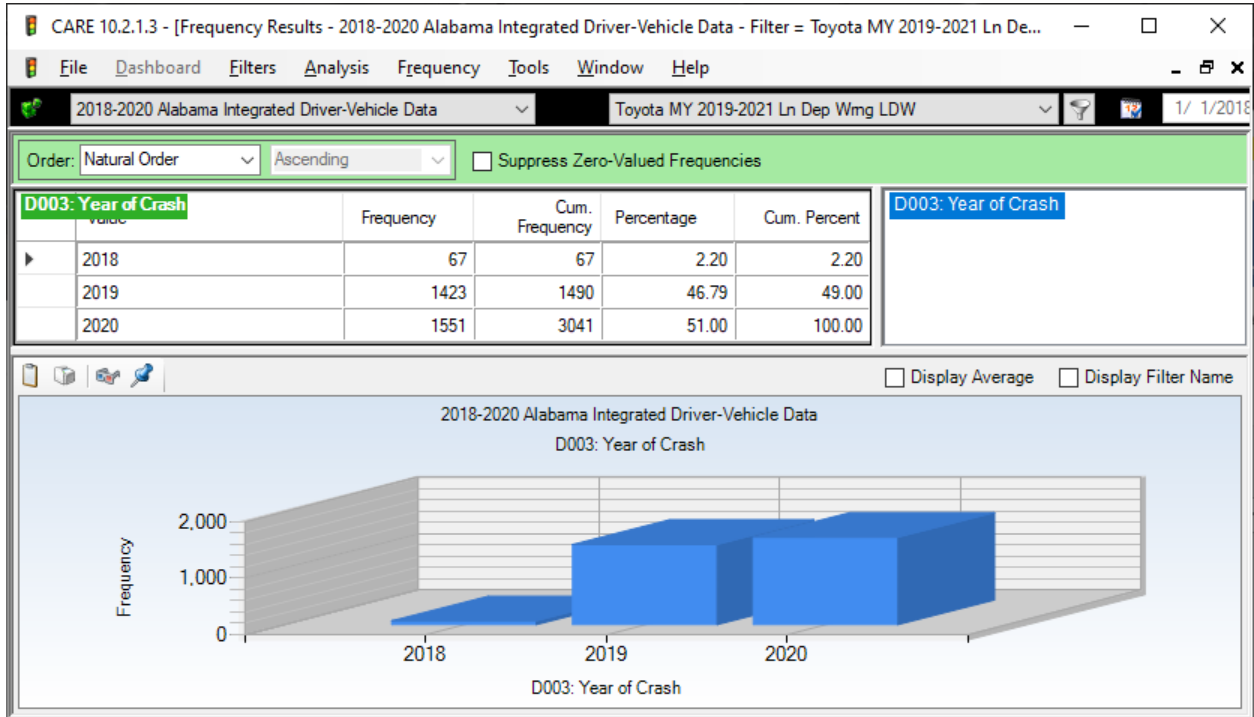 CARE 10.2.1.3 - [Frequency Results - 2018-2020 Alabama Integrated Driver-Vehicle Data - Filter = Toyota MY 2019-2021 Ln De...
File Dashboard Filters Analysis Frequency Tools Window Help
2018-2020 Alabama Integrated Driver-Vehicle Data Toyota MY 2019-2021 Ln Dep Wrng LDW 1/ 1/2018
Order: Natural Order Ascending Suppress Zero-Valued Frequencies
D003: Year of Crash Frequency Cum. Frequency Percentage Cum. Percent
2018 67 67 2.20 2.20
2019 1423 1490 46.79 49.00
2020 1551 3041 51.00 100.00
D003: Year of Crash
Display Average Display Filter Name
2018-2020 Alabama Integrated Driver-Vehicle Data
D003: Year of Crash
Frequency
2,000
1,000
0
2018 2019 2020
D003: Year of Crash